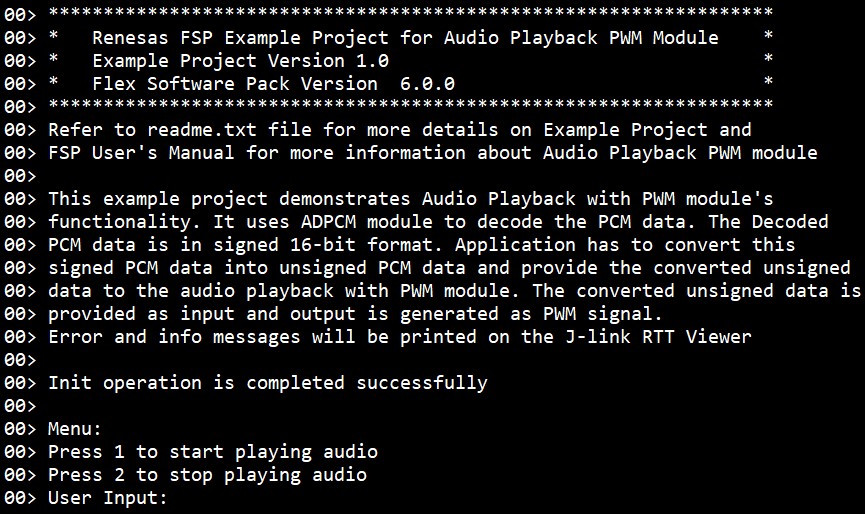 00> ******************************************************************
00> *   Renesas FSP Example Project for Audio Playback PWM Module    *
00> *   Example Project Version 1.0                                  *
00> *   Flex Software Pack Version  6.0.0                            *
00> ******************************************************************
00> Refer to readme.txt file for more details on Example Project and
00> FSP User's Manual for more information about Audio Playback PWM module
00>
00> This example project demonstrates Audio Playback with PWM module's
00> functionality. It uses ADPCM module to decode the PCM data. The Decoded
00> PCM data is in signed 16-bit format. Application has to convert this
00> signed PCM data into unsigned PCM data and provide the converted unsigned
00> data to the audio playback with PWM module. The converted unsigned data is
00> provided as input and output is generated as PWM signal.
00> Error and info messages will be printed on the J-link RTT Viewer
00>
00> Init operation is completed successfully
00>
00> Menu:
00> Press 1 to start playing audio
00> Press 2 to stop playing audio
00> User Input: